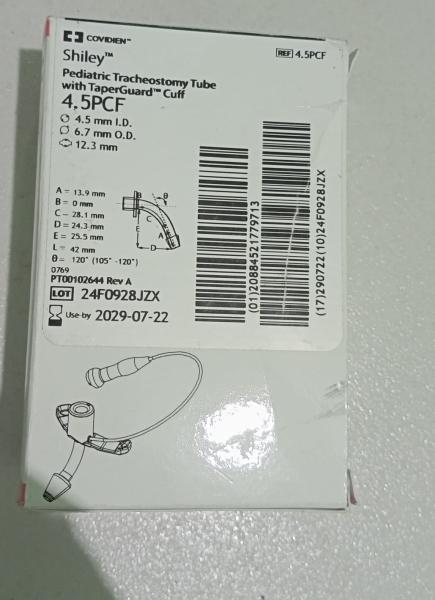 COVIDIEN™
REF 4.5PCF
Shiley™
Pediatric Tracheostomy Tube
with TaperGuard™ Cuff
4.5PCF
4.5 mm I.D.
6.7 mm O.D.
12.3 mm
A = 13.9 mm
B = 0 mm
C = 28.1 mm
D = 24.3 mm
E = 25.5 mm
L = 42 mm
θ = 120° (105° -120°)
B
θ
C
E
A
D
0769
PT00102644 Rev A
LOT 24F0928JZX
Use-by 2029-07-22
(01)20884521779713
(17)290722(10)24F0928JZX